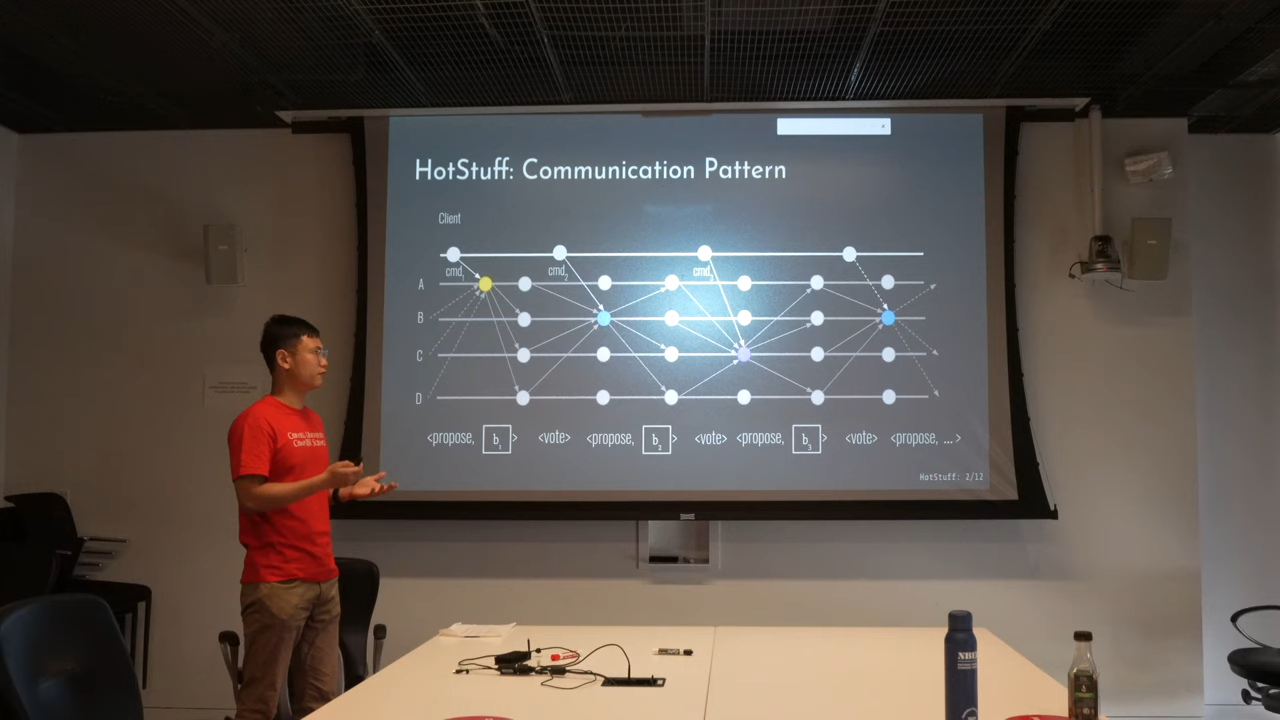 HotStuff: Communication Pattern
Client
cmd₁ cmd₂ cmd
A
B
C
D
<propose, b₁> <vote> <propose, b₂> <vote> <propose, b₃> <vote> <propose, ...>
HotStuff: 2/12